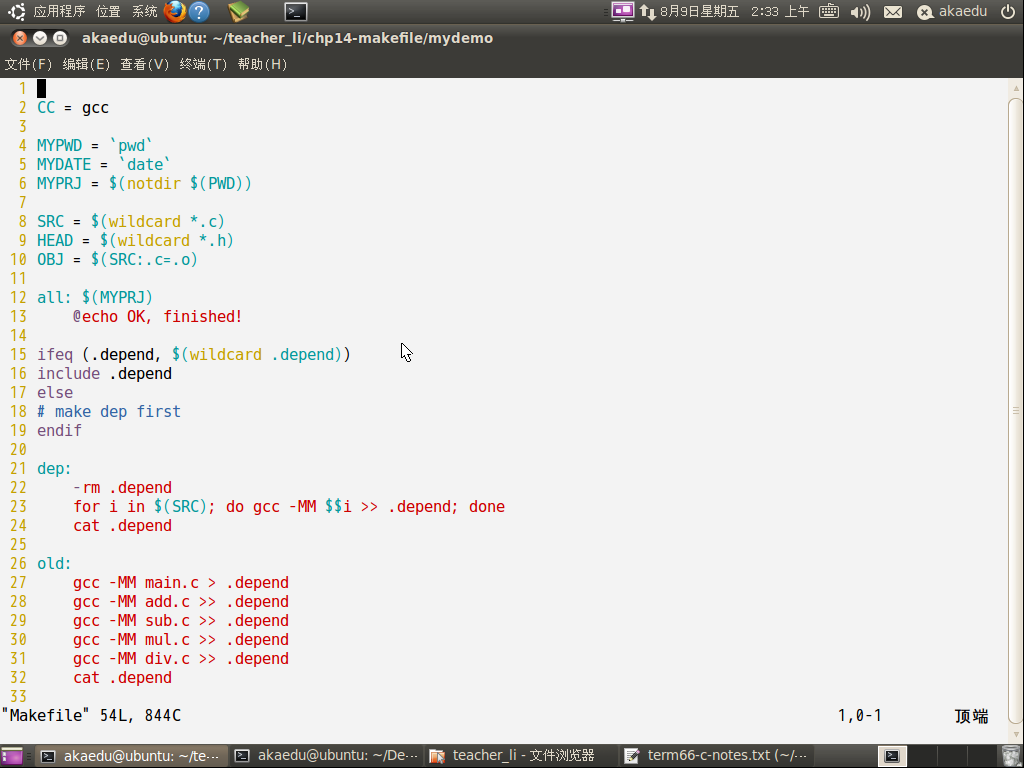 应用程序 位置 系统 8月9日星期五 2:33 上午 akaedu
akaedu@ubuntu: ~/teacher_li/chp14-makefile/mydemo
文件(F) 编辑(E) 查看(V) 终端(T) 帮助(H)
1
2 CC = gcc
3
4 MYPWD = `pwd`
5 MYDATE = `date`
6 MYPRJ = $(notdir $(PWD))
7
8 SRC = $(wildcard *.c)
9 HEAD = $(wildcard *.h)
10 OBJ = $(SRC:.c=.o)
11
12 all: $(MYPRJ)
13     @echo OK, finished!
14
15 ifeq (.depend, $(wildcard .depend))
16 include .depend
17 else
18 # make dep first
19 endif
20
21 dep:
22     -rm .depend
23     for i in $(SRC); do gcc -MM $$i >> .depend; done
24     cat .depend
25
26 old:
27     gcc -MM main.c > .depend
28     gcc -MM add.c >> .depend
29     gcc -MM sub.c >> .depend
30     gcc -MM mul.c >> .depend
31     gcc -MM div.c >> .depend
32     cat .depend
33
"Makefile" 54L, 844C 1,0-1 顶端
akaedu@ubuntu: ~/te··· akaedu@ubuntu: ~/De··· teacher_li - 文件浏览器 term66-c-notes.txt (~/···